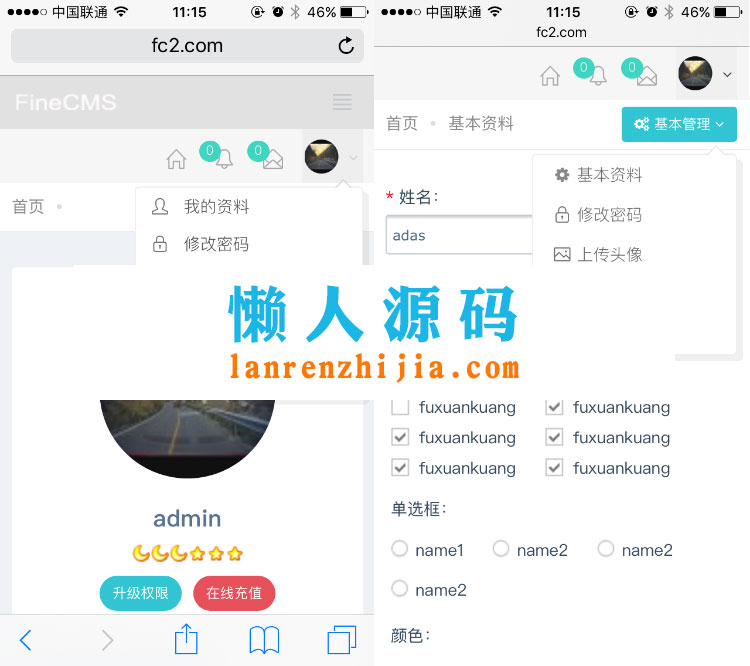 中国联通 11:15 46%
fc2.com
FineCMS
0 0
首页
我的资料
修改密码
admin
升级权限 在线充值
中国联通 11:15 46%
fc2.com
0 0
首页 基本资料 基本管理
基本资料
修改密码
上传头像
* 姓名：
adas
懒人源码
lanrenzhijia.com
fuxuankuang fuxuankuang
fuxuankuang fuxuankuang
fuxuankuang fuxuankuang
单选框：
name1 name2 name2
name2
颜色：